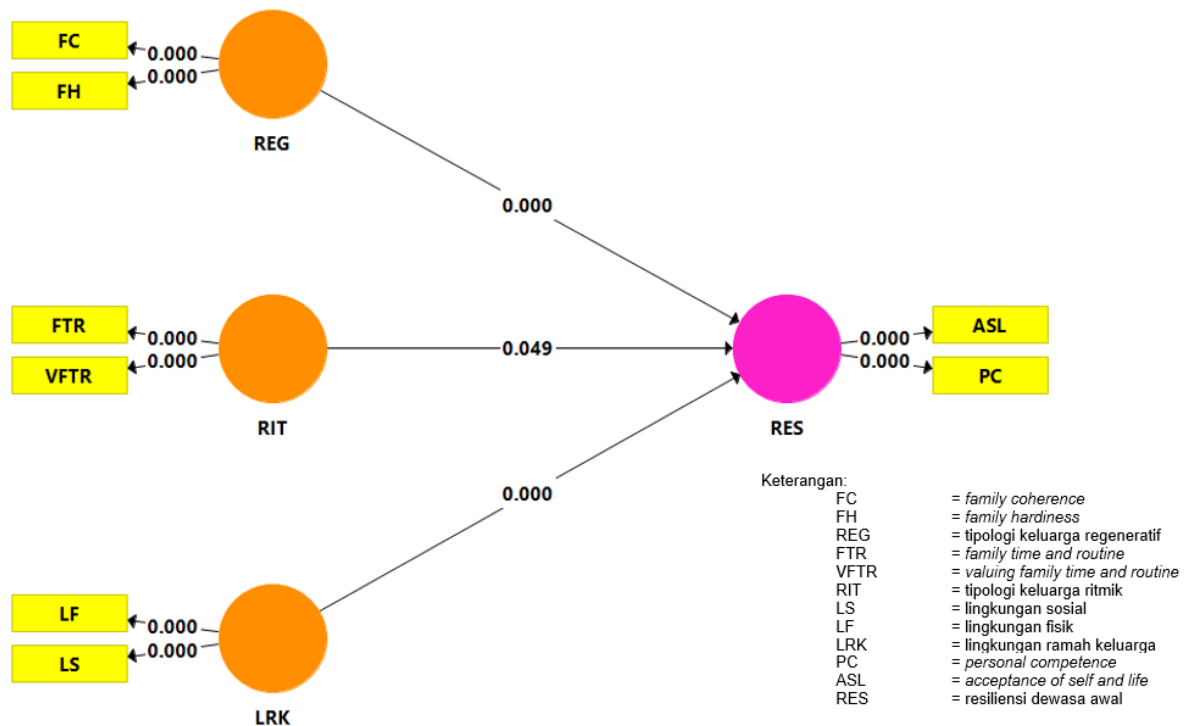 FC
0.000
0.000
FH
REG
0.000
FTR
0.000
0.000
VFTR
RIT
0.049
0.000
0.000
ASL
PC
RES
0.000
LF
0.000
0.000
LS
LRK
Keterangan:
FC = family coherence
FH = family hardiness
REG = tipologi keluarga regeneratif
FTR = family time and routine
VFTR = valuing family time and routine
RIT = tipologi keluarga ritmik
LS = lingkungan sosial
LF = lingkungan fisik
LRK = lingkungan ramah keluarga
PC = personal competence
ASL = acceptance of self and life
RES = resiliensi dewasa awal